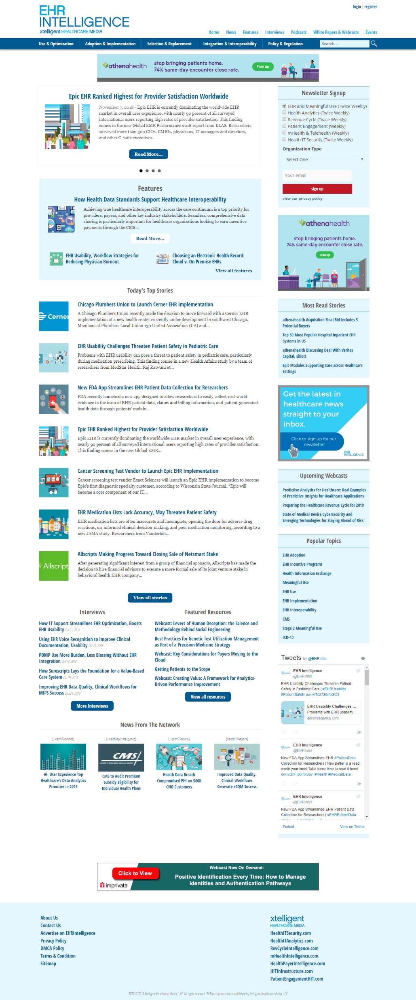 EHR
INTELLIGENCE
xtelligent HEALTHCARE MEDIA
login | register
Home News Features Interviews Podcasts White Papers & Webcasts Events
Use & Optimization Adoption & Implementation Selection & Replacement Integration & Interoperability Policy & Regulation Search...
athenahealth
stop bringing patients home.
74% same-day encounter close rate.
Free up
Epic EHR Ranked Highest for Provider Satisfaction Worldwide
November 7, 2018 - Epic EHR is currently dominating the worldwide EHR
market in overall user experience, with nearly 90 percent of all surveyed
international users reporting high rates of provider satisfaction. This finding
comes in the new Global EMR Performance 2018 report from KLAS. Researchers
surveyed more than 300 CIOs, CMIOs, physicians, IT managers and directors,
and other C-suite executives...
Read More...
Features
How Health Data Standards Support Healthcare Interoperability
Achieving true healthcare interoperability across the care continuum is a top priority for
providers, payers, and other key industry stakeholders. Seamless, comprehensive data
sharing is particularly important for healthcare organizations looking to earn incentive
payments through the CMS...
Read More...
EHR Usability, Workflow Strategies for
Reducing Physician Burnout
Choosing an Electronic Health Record:
Cloud v. On Premise EHRs
View all features
Today's Top Stories
Cerner
Chicago Plumbers Union to Launch Cerner EHR Implementation
A Chicago Plumbers Union recently made the decision to move forward with a Cerner EHR
implementation at a new health center currently under development in southwest Chicago.
Members of Plumbers Local Union 130 United Association (UA) and...
EHR Usability Challenges Threaten Patient Safety in Pediatric Care
Problems with EHR usability can pose a threat to patient safety in pediatric care, particularly
during medication prescribing. This finding comes in a new Health Affairs study by a team of
researchers from MedStar Health. Raj Ratwani et...
New FDA App Streamlines EHR Patient Data Collection for Researchers
FDA recently launched a new app designed to allow researchers to easily collect real-world
evidence in the form of EHR patient data, claims and billing information, and patient-generated
health data through patients' mobile...
Epic EHR Ranked Highest for Provider Satisfaction Worldwide
Epic EHR is currently dominating the worldwide EHR market in overall user experience, with
nearly 90 percent of all surveyed international users reporting high rates of provider satisfaction.
This finding comes in the new Global EMR...
Cancer Screening Test Vendor to Launch Epic EHR Implementation
Cancer screening test vendor Exact Sciences will launch an Epic EHR implementation to become
Epic's first diagnostic specialty customer, according to Wisconsin State Journal. “Epic will
become a core component of our IT...
EHR Medication Lists Lack Accuracy, May Threaten Patient Safety
EHR medication lists are often inaccurate and incomplete, opening the door for adverse drug
reactions, un-informed clinical decision-making, and poor medication monitoring, according to a
new JAMA study. Researchers from Vanderbilt...
Allscript
Allscripts Making Progress Toward Closing Sale of Netsmart Stake
After generating significant interest from a group of financial sponsors, Allscripts has made the
decision to hire financial advisors to execute a more formal sale of its joint venture stake in
behavioral health EHR company...
View all stories
Interviews
How IT Support Streamlines EHR Optimization, Boosts
EHR Usability Oct 31, 2018
Using EHR Voice Recognition to Improve Clinical
Documentation, Usability Oct 22, 2018
PDMP Use More Burden, Less Blessing Without EHR
Integration Oct 16, 2018
How Surescripts Lays the Foundation for a Value-Based
Care System Oct 09, 2018
Improving EHR Data Quality, Clinical Workflows for
MIPS Success Sep 24, 2018
More Interviews
Featured Resources
Webcast: Levers of Human Deception: the Science and
Methodology Behind Social Engineering
Best Practices for Genetic Test Utilization Management
as Part of a Precision Medicine Strategy
Webcast: Key Considerations for Payers Moving to the
Cloud
Getting Patients to the Scope
Webcast: Creating Value: A Framework for Analytics-
Driven Performance Improvement
View all resources
News From The Network
[HealthITAnalytics]
AI, User Experience Top
Healthcare's Data Analytics
Priorities in 2019
[HealthPayerIntelligence]
CMS
CENTERS for MEDICARE & MEDICAID SERVICES
CMS to Audit Premium
Subsidy Eligibility for
Individual Health Plans
[HealthITSecurity]
Health Data Breach
Compromised PHI on 566K
CNO Customers
[HealthITAnalytics]
Improved Data Quality,
Clinical Workflows
Generate eCQM Success
Newsletter Signup
EHR and Meaningful Use (Twice Weekly)
Health Analytics (Twice Weekly)
Revenue Cycle (Twice Weekly)
Patient Engagement (Weekly)
mHealth & Telehealth (Weekly)
Health IT Security (Twice Weekly)
Organization Type
Select One
Your email
sign up
view our privacy policy
athenahealth
stop bringing patients home.
74% same-day encounter close rate.
Free up
Most Read Stories
athenahealth Acquisition Final Bid Includes 5
Potential Buyers
Top 50 Most Popular Hospital Inpatient EHR
Systems in US
athenahealth Discussing Deal With Veritas
Capital, Elliott
Epic Modules Supporting Care across Healthcare
Settings
Get the latest in
healthcare news
straight to your
inbox.
Click to sign up for our
newsletter
EHR
INTELLIGENCE
Upcoming Webcasts
Predictive Analytics for Healthcare: Real Examples
of Predictive Insights for Healthcare Applications
Preparing the Healthcare Revenue Cycle for 2019
State of Medical Device Cybersecurity and
Emerging Technologies for Staying Ahead of Risk
Popular Topics
EHR Adoption
EHR Incentive Programs
Health Information Exchange
Meaningful Use
EHR Use
EHR Implementation
EHR Interoperability
CMS
Stage 2 Meaningful Use
ICD-10
Tweets by @EHRIntel
EHR Intelligence
@EHRIntel
EHR Usability Challenges Threaten Patient
Safety in Pediatric Care | #EHRUsability
#PatientSafety ow.ly/Tdz730mxSO9
EHR Usability Challenges ...
Problems with EHR usability ...
ehrintelligence.com
2h
EHR Intelligence
@EHRIntel
New FDA App Streamlines EHR #PatientData
Collection for Researchers | Newsletter is a read
worth your time! Take some time to read it here!
ow.ly/2hFj30mxSoy #Health #MedicalData
2h
EHR Intelligence
@EHRIntel
New FDA App Streamlines EHR Patient Data
Collection for Researchers | #EHRPatientData
Embed View on Twitter
Click to View
imprivata
Webcast Now On Demand:
Positive Identification Every Time: How to Manage
Identities and Authentication Pathways
About Us
Contact Us
Advertise on EHRIntelligence
Privacy Policy
DMCA Policy
Terms & Condition
Sitemap
xtelligent
HEALTHCARE MEDIA
HealthITSecurity.com
HealthITAnalytics.com
RevCycleIntelligence.com
mHealthIntelligence.com
HealthPayerIntelligence.com
HITInfrastructure.com
PatientEngagementHIT.com
©2012-2018 Xtelligent Healthcare Media, LLC. All rights reserved. EHRIntelligence.com is published by Xtelligent Healthcare Media, LLC